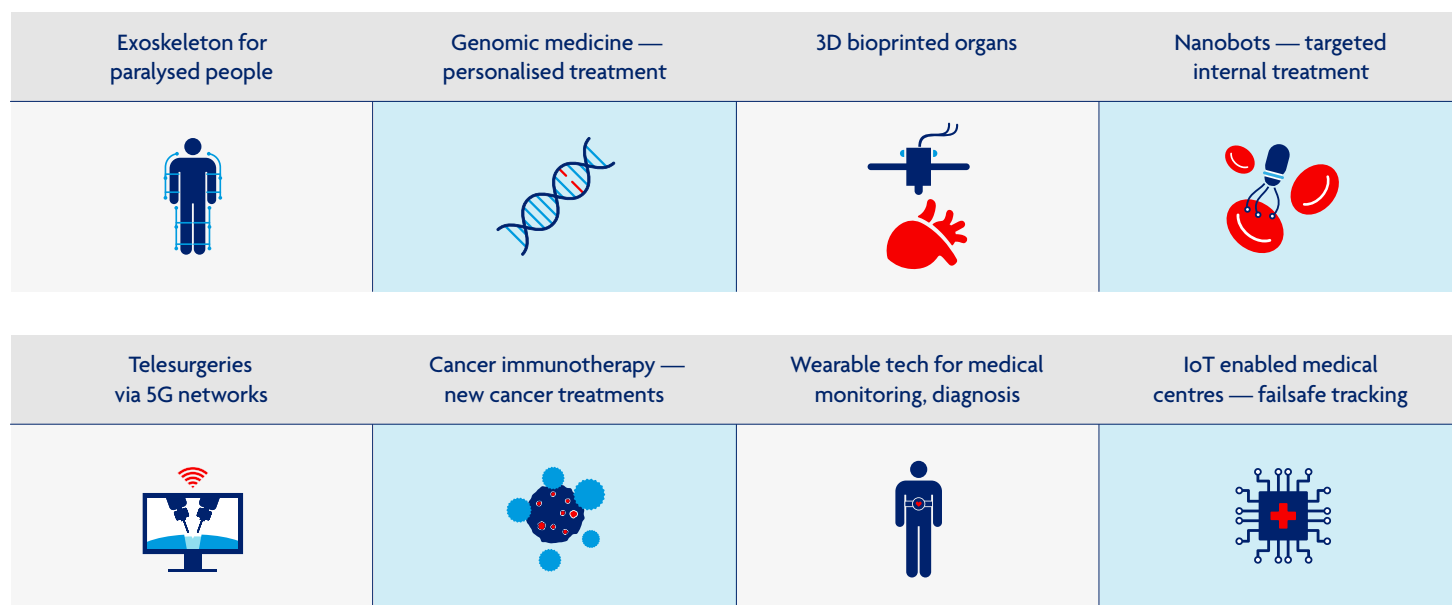 Exoskeleton for
paralysed people
Genomic medicine —
personalised treatment
3D bioprinted organs
Nanobots — targeted
internal treatment
Telesurgeries
via 5G networks
Cancer immunotherapy —
new cancer treatments
Wearable tech for medical
monitoring, diagnosis
IoT enabled medical
centres — failsafe tracking